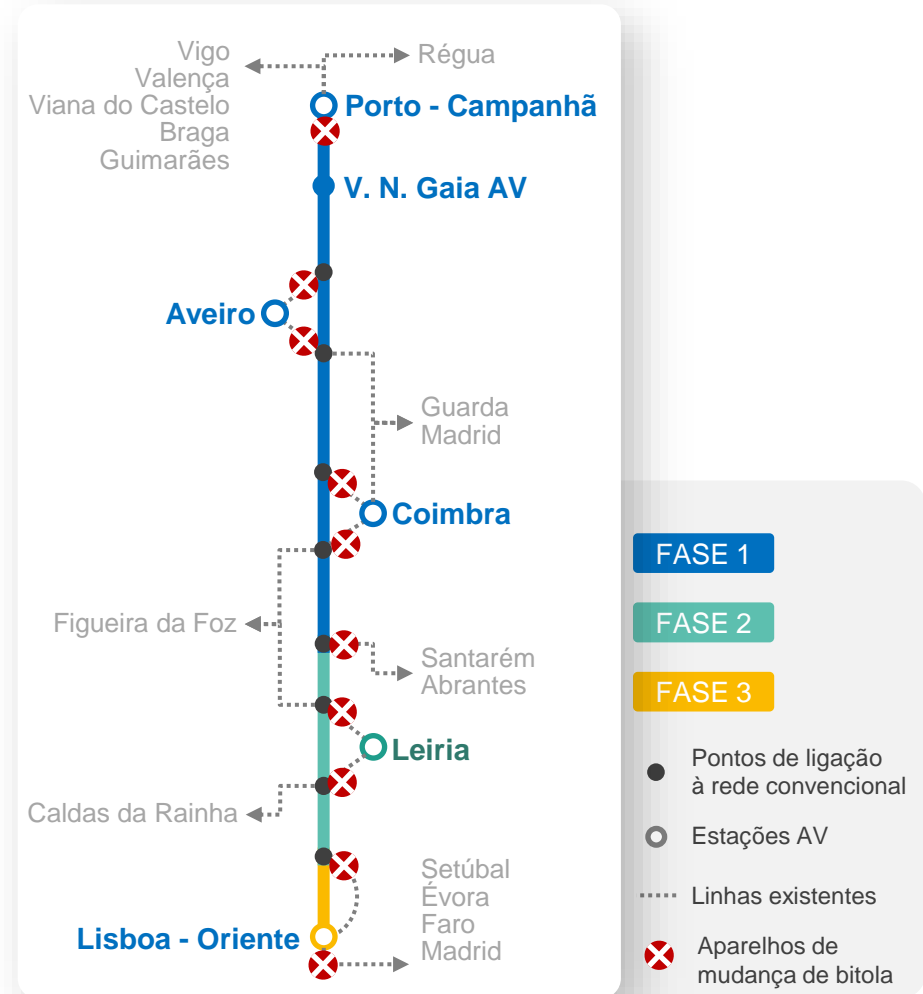 Vigo
Valença
Viana do Castelo
Braga
Guimarães
Régua
Porto - Campanhã
V. N. Gaia AV
Aveiro
Guarda
Madrid
Coimbra
Figueira da Foz
Santarém
Abrantes
Leiria
Caldas da Rainha
Setúbal
Évora
Faro
Madrid
Lisboa - Oriente
FASE 1
FASE 2
FASE 3
Pontos de ligação
à rede convencional
Estações AV
Linhas existentes
Aparelhos de
mudança de bitola